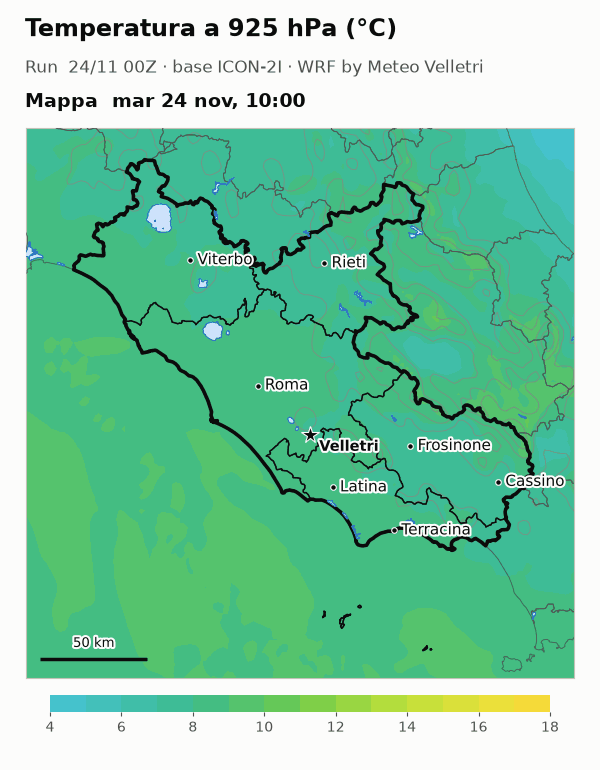 Temperatura a 925 hPa (°C)
Run  24/11 00Z · base ICON-2I · WRF by Meteo Velletri
Mappa  mar 24 nov, 10:00
Viterbo
Rieti
Roma
Velletri
Frosinone
Latina
Cassino
Terracina
50 km
4 6 8 10 12 14 16 18